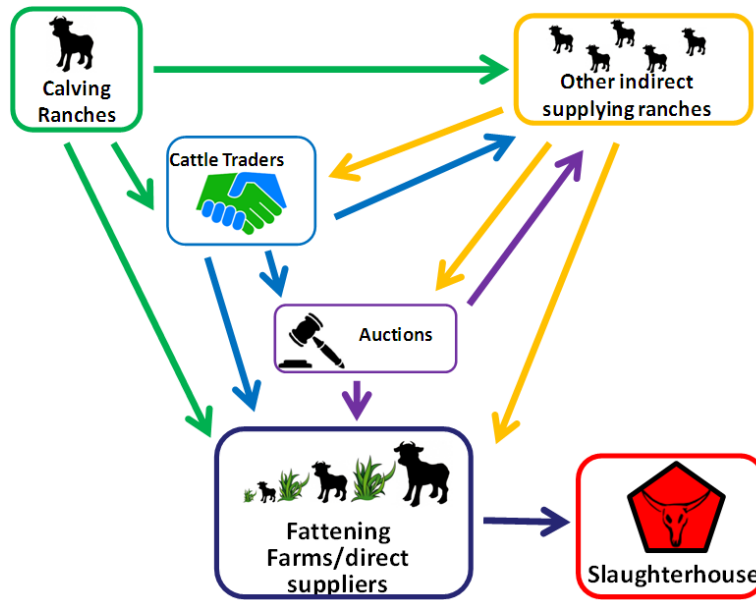 Calving
Ranches
Other indirect
supplying ranches
Cattle Traders
Auctions
Fattening
Farms/direct
suppliers
Slaughterhouse